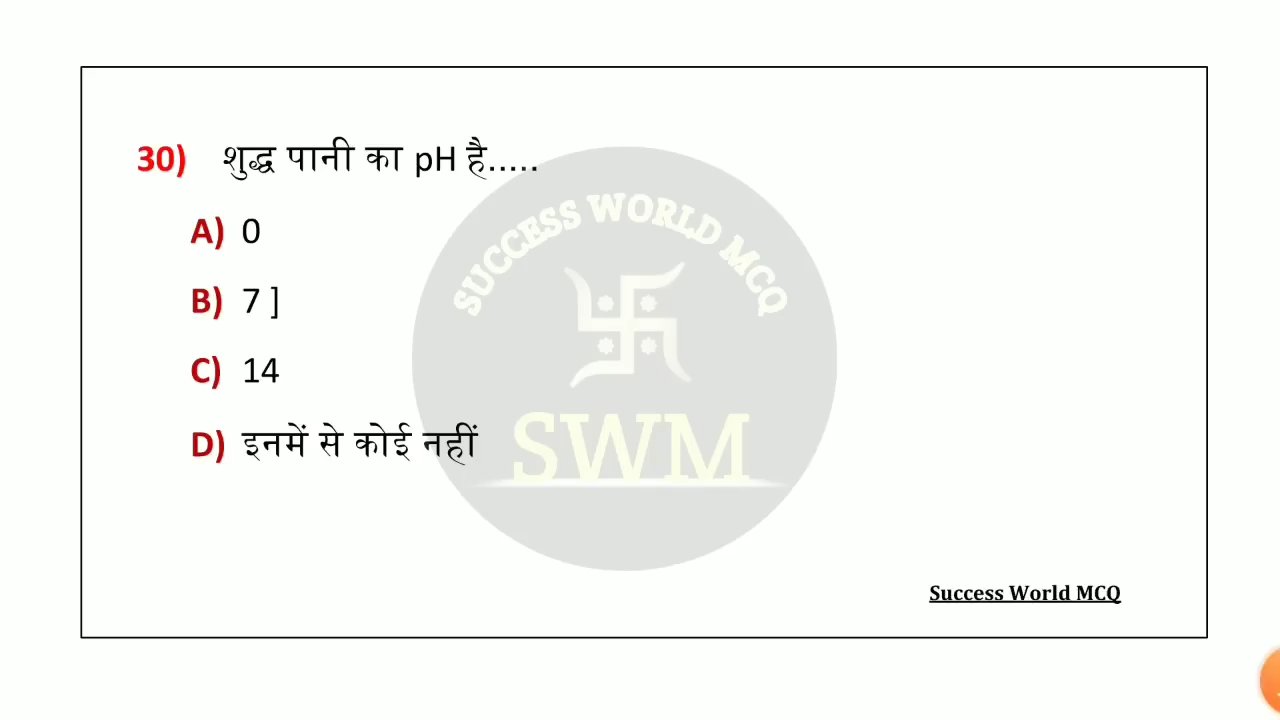 30) शुद्ध पानी का pH है.....
A) 0
B) 7 ]
C) 14
D) इनमें से कोई नहीं
SUCCESS WORLD MCQ
SWM
Success World MCQ